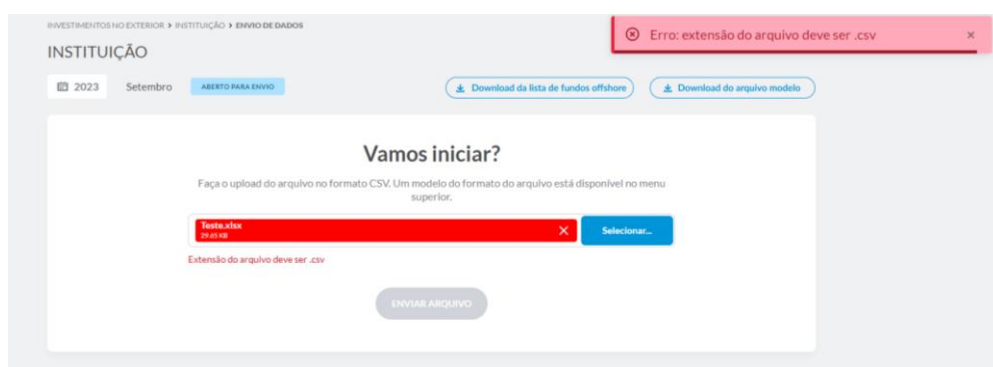 INVESTIMENTOS NO EXTERIOR > INSTITUIÇÃO > ENVIO DE DADOS
Erro: extensão do arquivo deve ser .csv
INSTITUIÇÃO
2023 Setembro ABERTO PARA ENVIO Download da lista de fundos offshore Download do arquivo modelo
Vamos iniciar?
Faça o upload do arquivo no formato CSV. Um modelo do formato do arquivo está disponível no menu
superior.
Teste.xlsx
29.65 KB
Selecionar...
Extensão do arquivo deve ser .csv
ENVIAR ARQUIVO